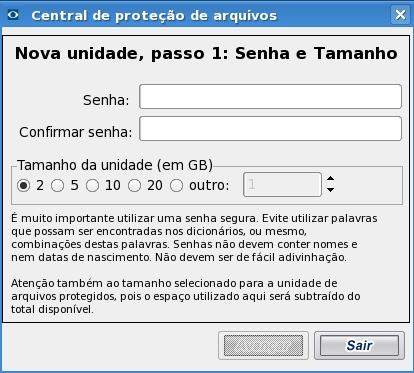 Central de proteção de arquivos
Nova unidade, passo 1: Senha e Tamanho
Senha:
Confirmar senha:
Tamanho da unidade (em GB)
2 5 10 20 outro: 1
É muito importante utilizar uma senha segura. Evite utilizar palavras
que possam ser encontradas nos dicionários, ou mesmo,
combinações destas palavras. Senhas não devem conter nomes e
nem datas de nascimento. Não devem ser de fácil adivinhação.
Atenção também ao tamanho selecionado para a unidade de
arquivos protegidos, pois o espaço utilizado aqui será subtraído do
total disponível.
Avançar Sair